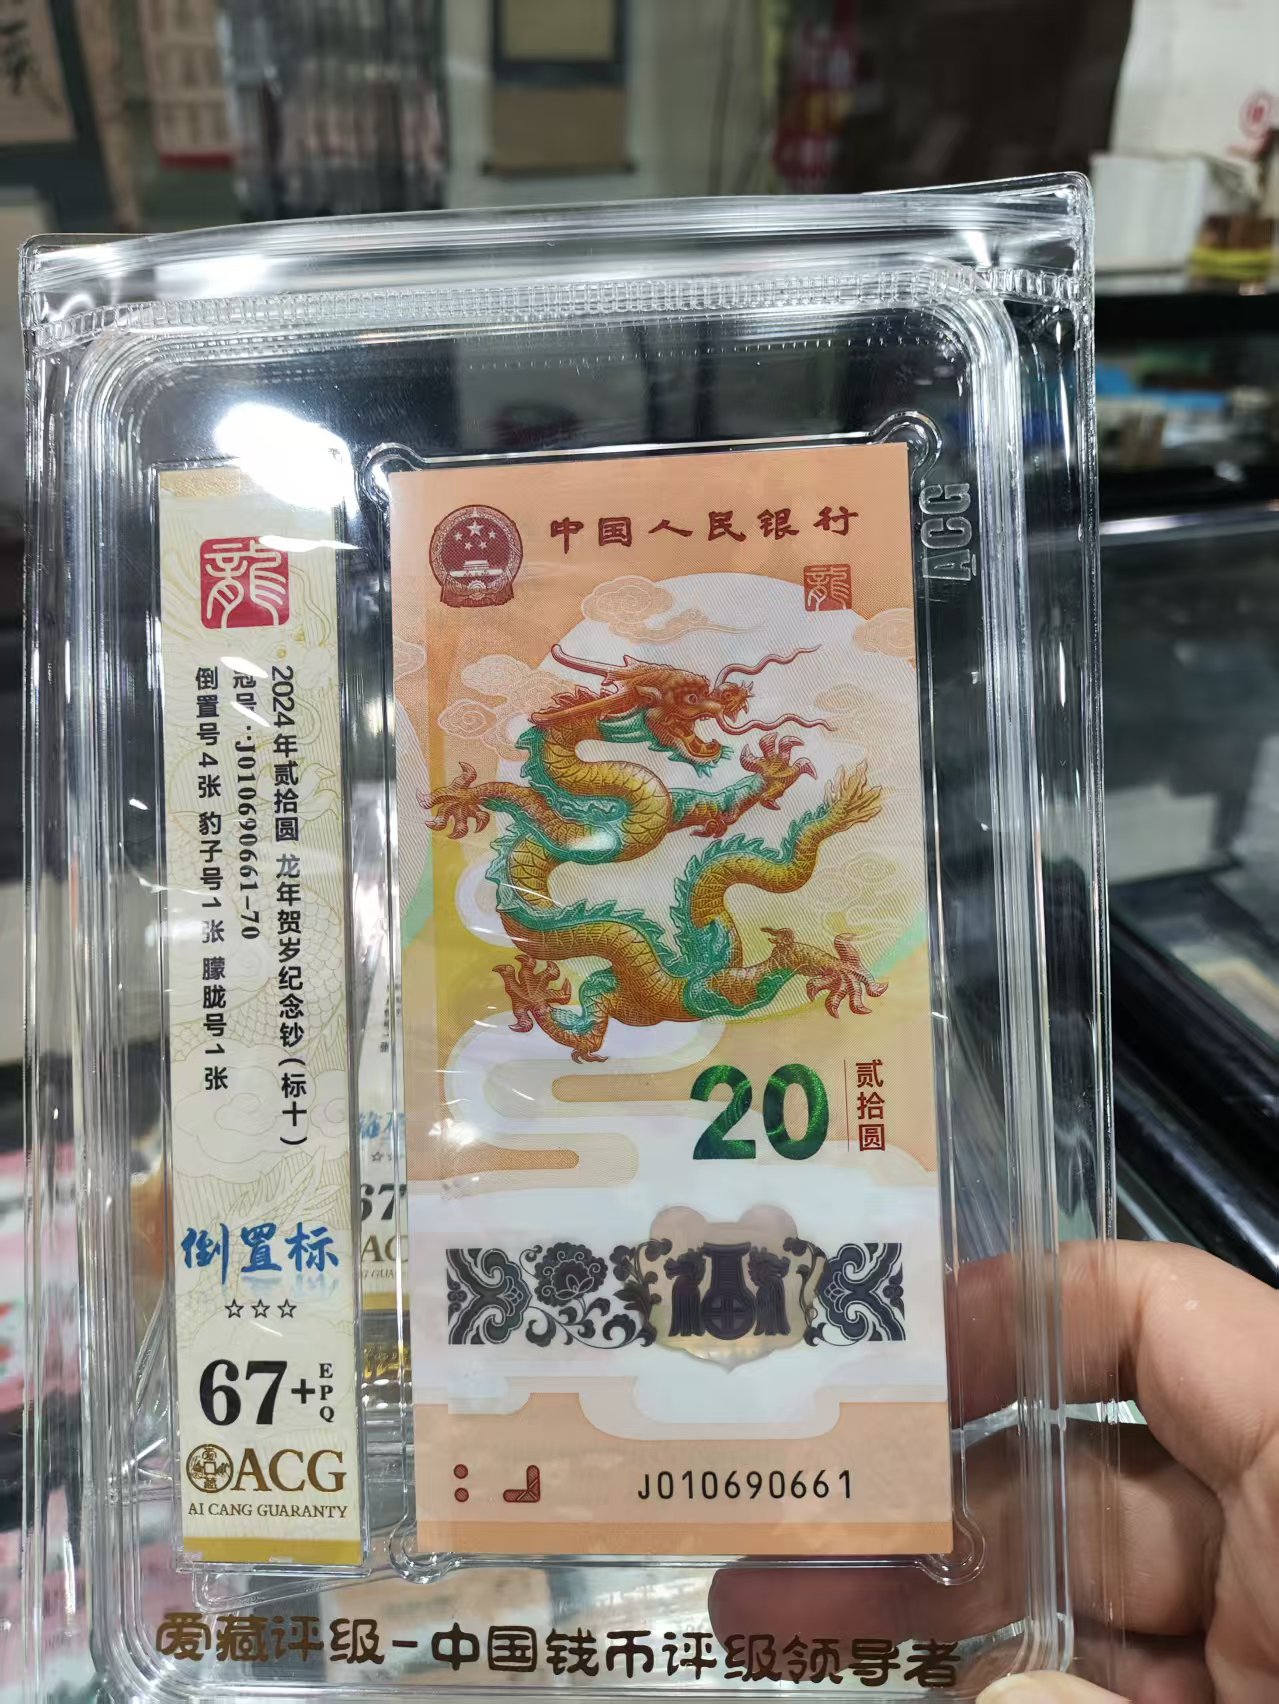 龍
2024年贰拾圆 龙年贺岁纪念钞(标十)
冠号:J010690661-70
倒置号4张 豹子号1张 朦胧号1张
倒置标
☆☆☆
67+EPQ
ACG
AI CANG GUARANTY
中国人民银行
龍
20
贰拾圆
J010690661
ACG
67
爱藏评级-中国钱币评级领导者